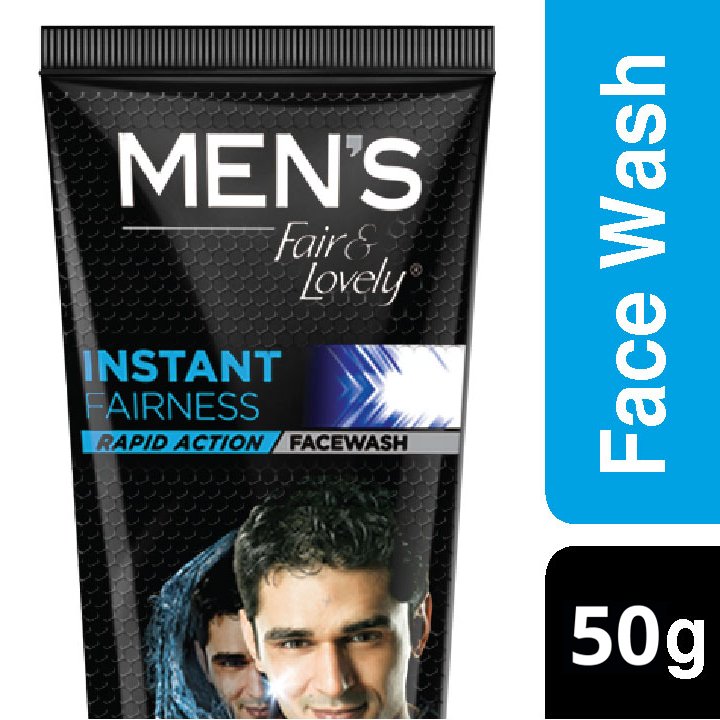 MEN'S
Fair &
Lovely®
INSTANT
FAIRNESS
RAPID ACTION / FACEWASH
Face Wash
50g